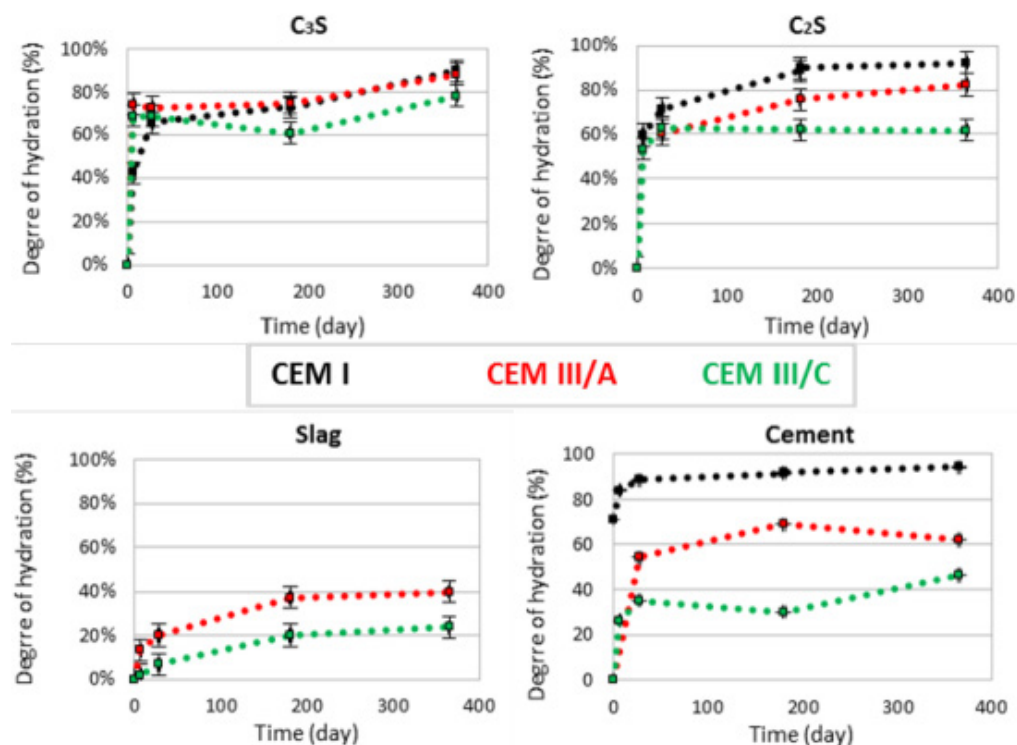 C₃S
Degrre of hydration (%)
100%
80%
60%
40%
20%
0%
0 100 200 300 400
Time (day)
C₂S
Degrre of hydration (%)
100%
80%
60%
40%
20%
0%
0 100 200 300 400
Time (day)
CEM I CEM III/A CEM III/C
Slag
Degrre of hydration (%)
100%
80%
60%
40%
20%
0%
0 100 200 300 400
Time (day)
Cement
Degrre of hydration (%)
100
80
60
40
20
0
0 200 400
Time (day)